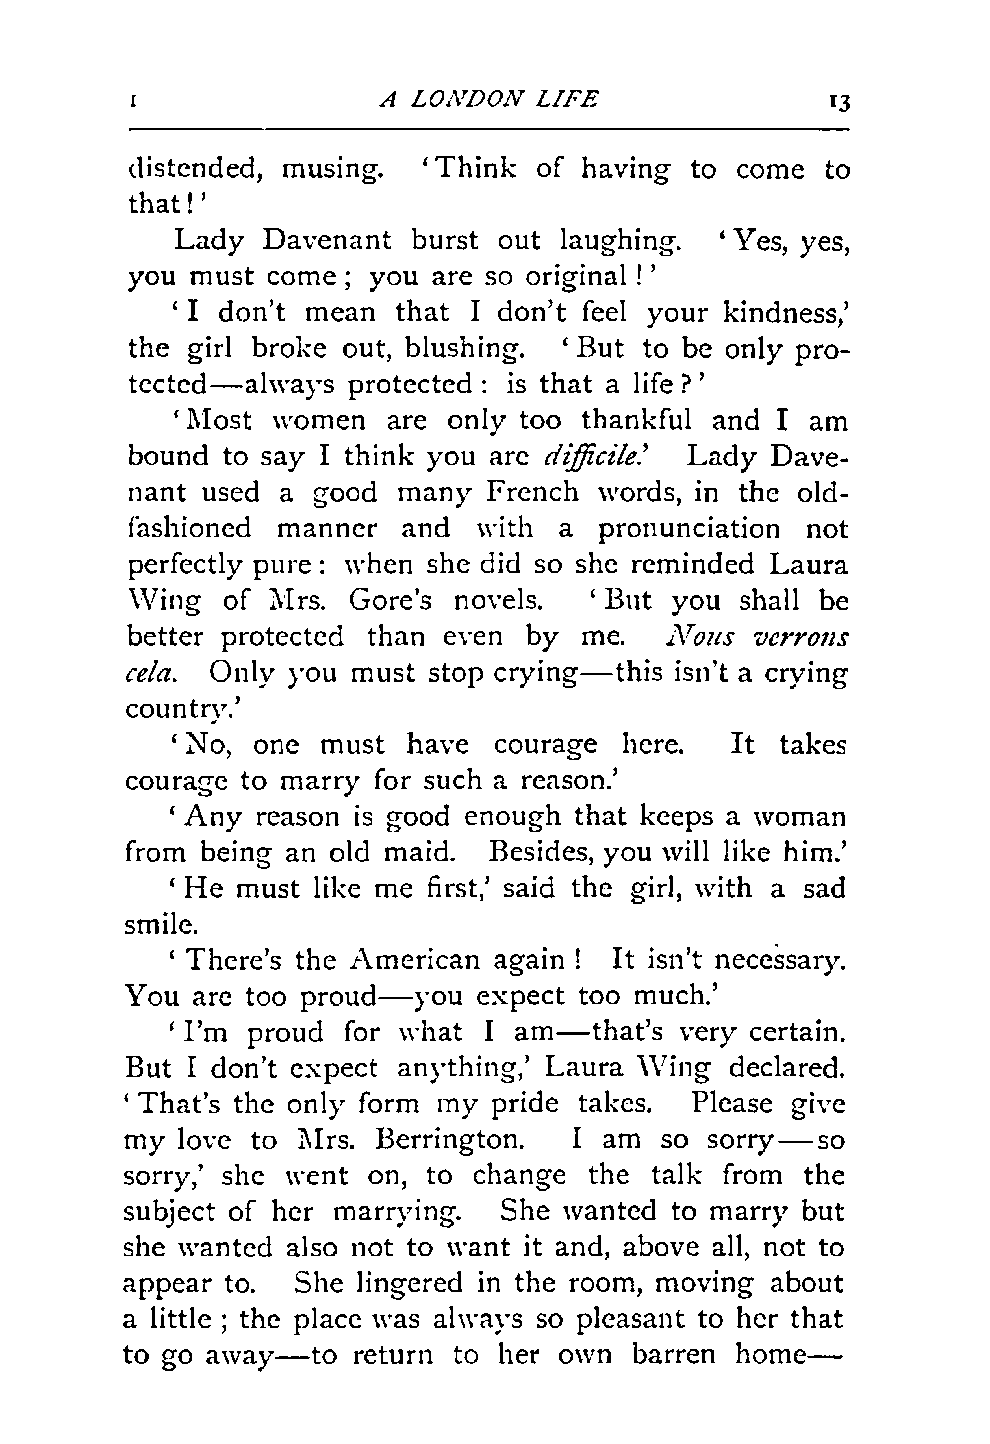 I A LONDON LIFE 13
distended, musing. ‘Think of having to come to
that!’
Lady Davenant burst out laughing. ‘Yes, yes,
you must come; you are so original!’
‘I don’t mean that I don’t feel your kindness,’
the girl broke out, blushing. ‘But to be only pro-
tected—always protected: is that a life?’
‘Most women are only too thankful and I am
bound to say I think you are difficile.’ Lady Dave-
nant used a good many French words, in the old-
fashioned manner and with a pronunciation not
perfectly pure: when she did so she reminded Laura
Wing of Mrs. Gore’s novels. ‘But you shall be
better protected than even by me. Nous verrons
cela. Only you must stop crying—this isn’t a crying
country.’
‘No, one must have courage here. It takes
courage to marry for such a reason.’
‘Any reason is good enough that keeps a woman
from being an old maid. Besides, you will like him.’
‘He must like me first,’ said the girl, with a sad
smile.
‘There’s the American again! It isn’t necessary.
You are too proud—you expect too much.’
‘I’m proud for what I am—that’s very certain.
But I don’t expect anything,’ Laura Wing declared.
‘That’s the only form my pride takes. Please give
my love to Mrs. Berrington. I am so sorry—so
sorry,’ she went on, to change the talk from the
subject of her marrying. She wanted to marry but
she wanted also not to want it and, above all, not to
appear to. She lingered in the room, moving about
a little; the place was always so pleasant to her that
to go away—to return to her own barren home—